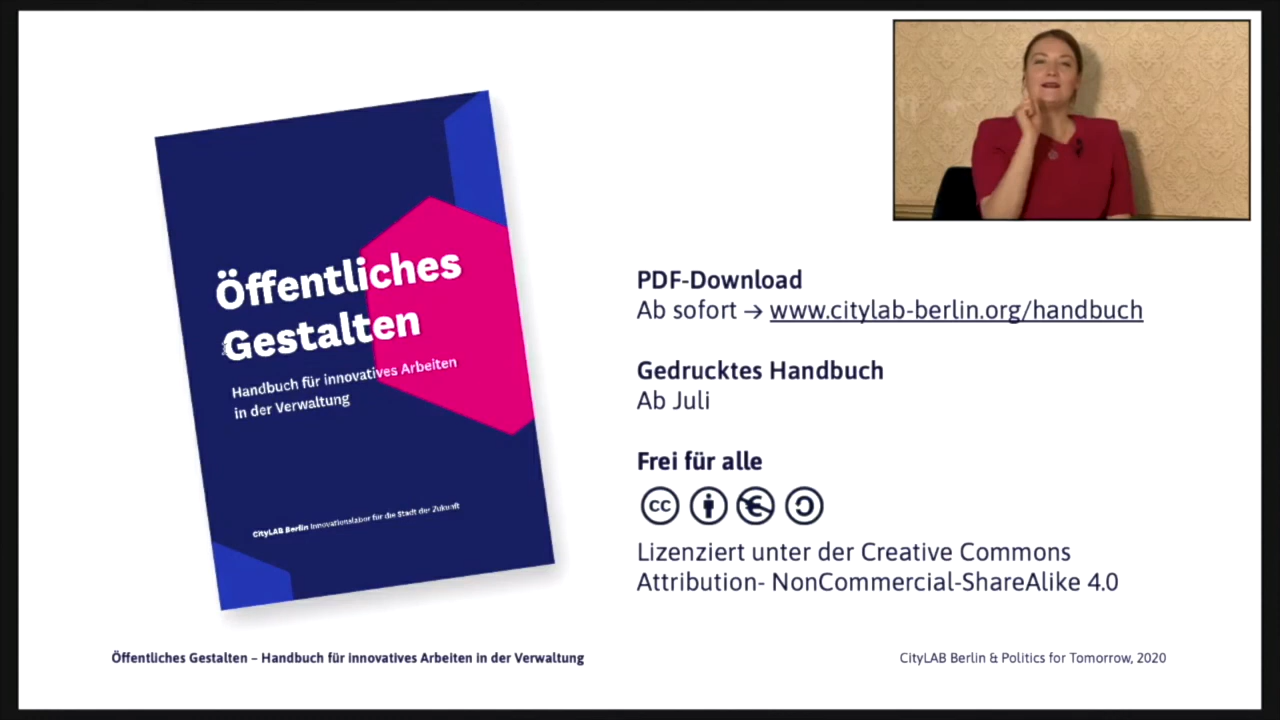 Öffentliches
Gestalten
Handbuch für innovatives Arbeiten
in der Verwaltung
CityLAB Berlin Innovationslabor für die Stadt der Zukunft
PDF-Download
Ab sofort → www.citylab-berlin.org/handbuch
Gedrucktes Handbuch
Ab Juli
Frei für alle
cc
Lizenziert unter der Creative Commons
Attribution- NonCommercial-ShareAlike 4.0
Öffentliches Gestalten – Handbuch für innovatives Arbeiten in der Verwaltung
CityLAB Berlin & Politics for Tomorrow, 2020